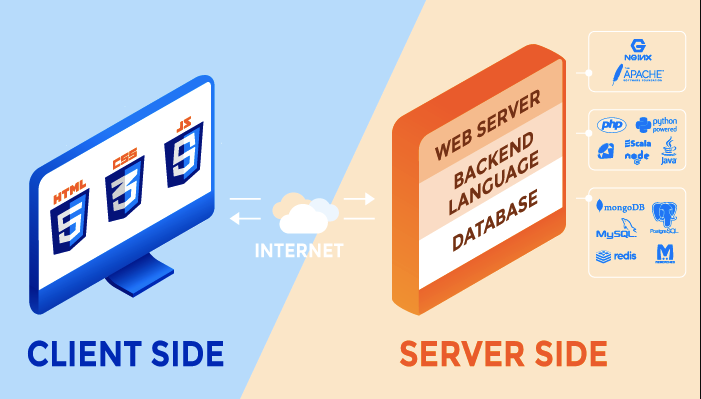 HTML
5
CSS
3
JS
5
INTERNET
CLIENT SIDE
WEB SERVER
BACKEND
LANGUAGE
DATABASE
SERVER SIDE
NGINX
THE
APACHE
SOFTWARE FOUNDATION
php
python
powered
Scala
node
Java
mongoDB
MySQL
PostgreSQL
redis
M